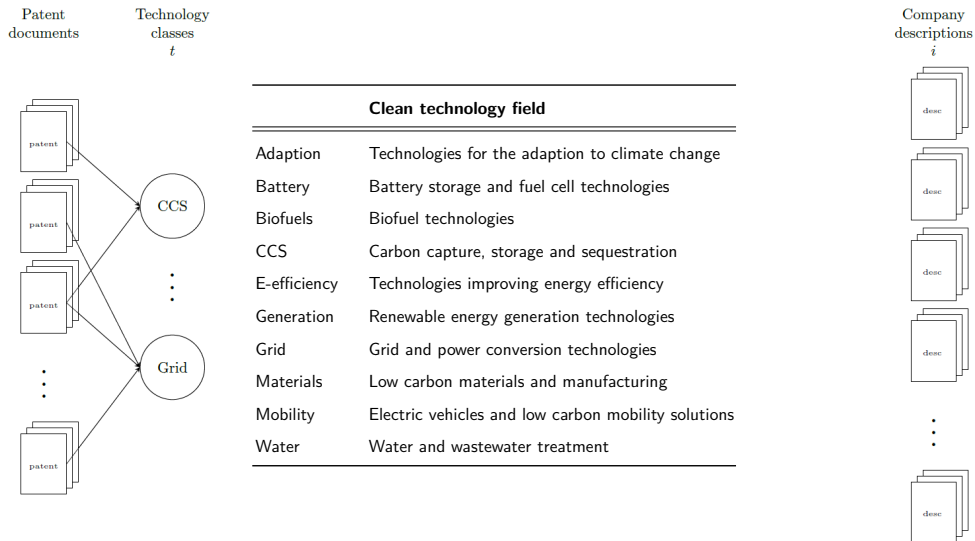 Patent
documents
Technology
classes
t
Company
descriptions
i
patent
patent
patent
patent
CCS
Grid
Clean technology field
Adaption Technologies for the adaption to climate change
Battery Battery storage and fuel cell technologies
Biofuels Biofuel technologies
CCS Carbon capture, storage and sequestration
E-efficiency Technologies improving energy efficiency
Generation Renewable energy generation technologies
Grid Grid and power conversion technologies
Materials Low carbon materials and manufacturing
Mobility Electric vehicles and low carbon mobility solutions
Water Water and wastewater treatment
desc
desc
desc
desc
desc